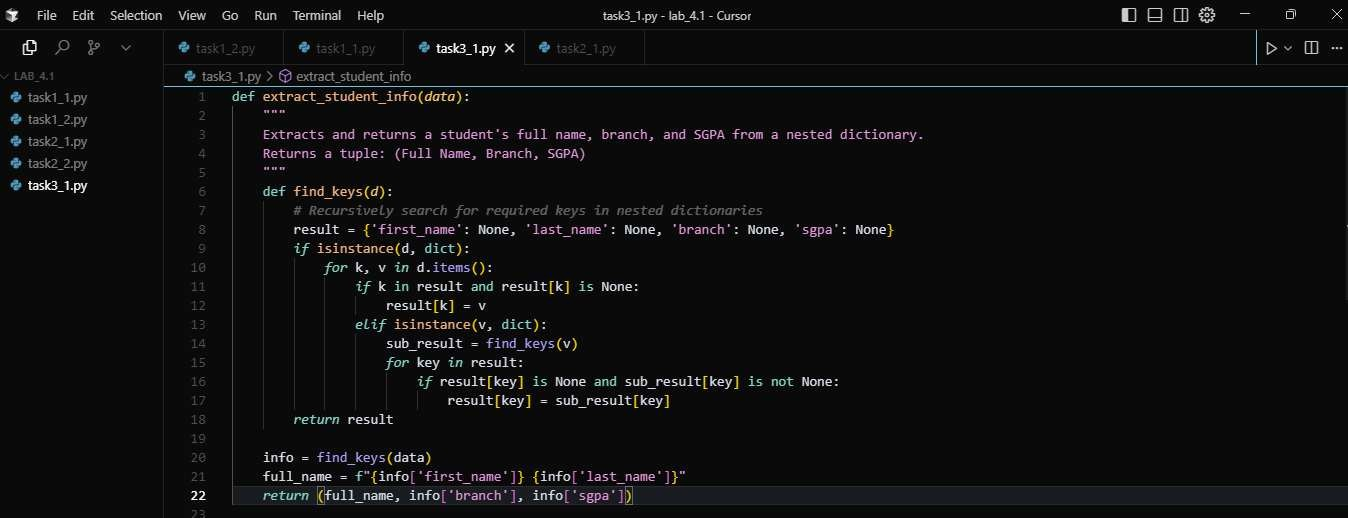 File Edit Selection View Go Run Terminal Help task3_1.py - lab_4.1 - Cursor
task1_2.py task1_1.py task3_1.py task2_1.py
LAB_4.1
task1_1.py
task1_2.py
task2_1.py
task2_2.py
task3_1.py
task3_1.py > extract_student_info
1 def extract_student_info(data):
2     """
3     Extracts and returns a student's full name, branch, and SGPA from a nested dictionary.
4     Returns a tuple: (Full Name, Branch, SGPA)
5     """
6     def find_keys(d):
7         # Recursively search for required keys in nested dictionaries
8         result = {'first_name': None, 'last_name': None, 'branch': None, 'sgpa': None}
9         if isinstance(d, dict):
10             for k, v in d.items():
11                 if k in result and result[k] is None:
12                     result[k] = v
13                 elif isinstance(v, dict):
14                     sub_result = find_keys(v)
15                     for key in result:
16                         if result[key] is None and sub_result[key] is not None:
17                             result[key] = sub_result[key]
18         return result
19
20     info = find_keys(data)
21     full_name = f"{info['first_name']} {info['last_name']}"
22     return (full_name, info['branch'], info['sgpa'])
23